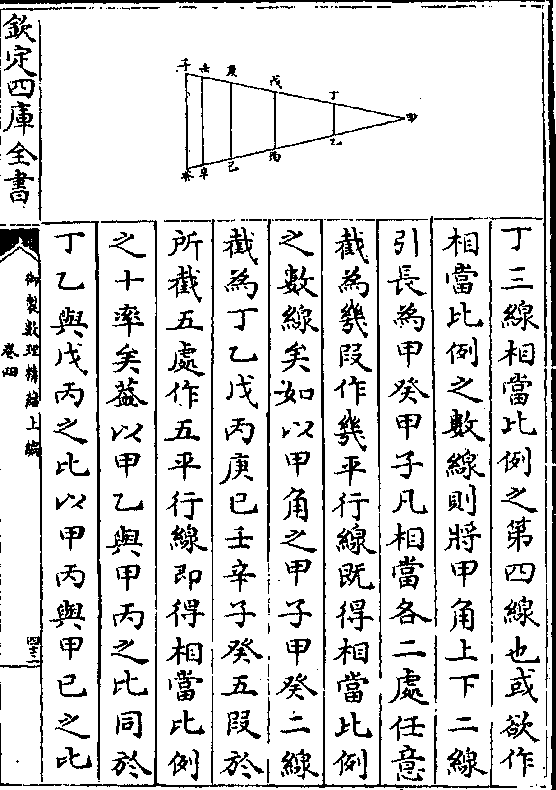 丁三線相當比例之第四線也或欲作
相當比例之數線則將甲角上下二線
引長為甲癸甲子凡相當各二處任意
截為幾段作幾平行線既得相當比例
之數線矣如以甲角之甲子甲癸二線
截為丁乙戊丙庚巳壬辛子癸五段於
所截五處作五平行線即得相當比例
之十率矣葢以甲乙與甲丙之比同於
丁乙與戊丙之比以甲丙與甲巳之比
欽定四庫全書
御製數理精藴上編
卷四
子
壬
庚
戊
丁
甲
癸
辛
己
丙
乙